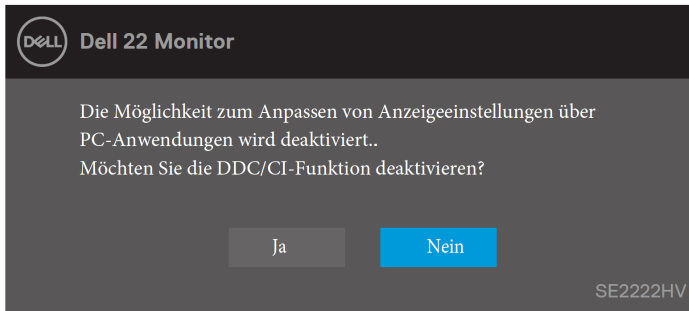 DELL Dell 22 Monitor
Die Möglichkeit zum Anpassen von Anzeigeeinstellungen über
PC-Anwendungen wird deaktiviert..
Möchten Sie die DDC/CI-Funktion deaktivieren?
Ja Nein
SE2222HV